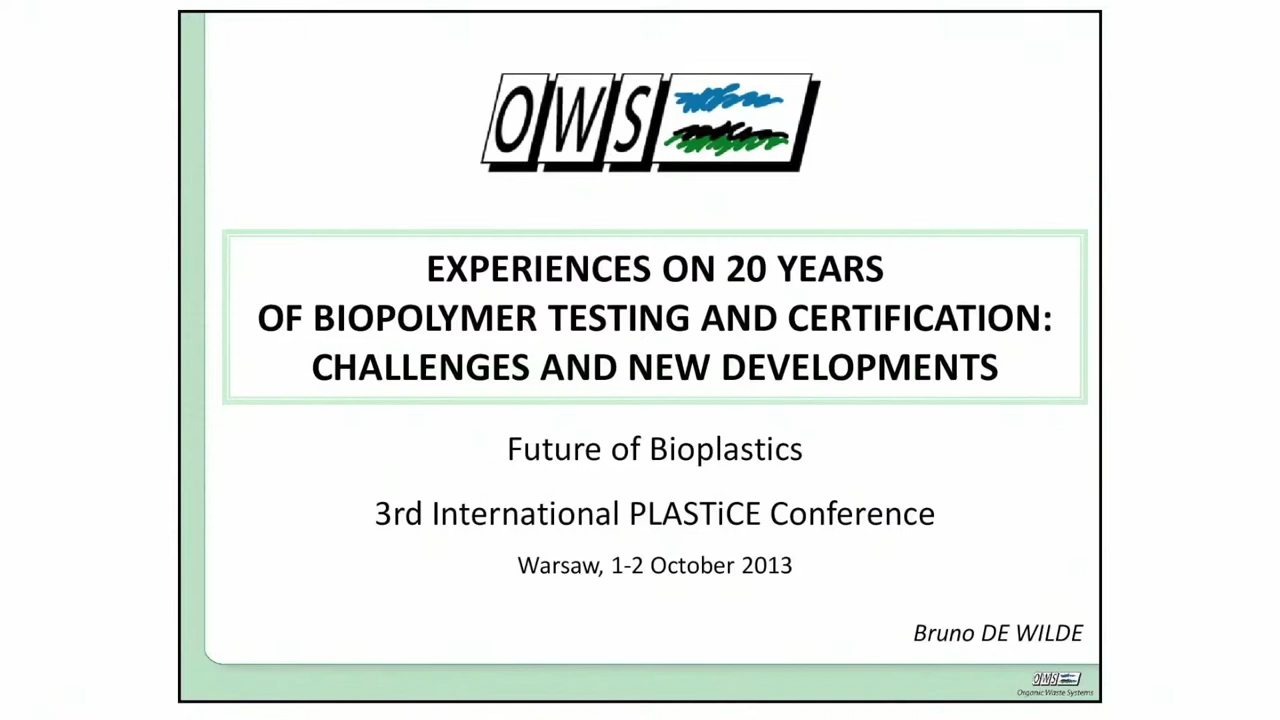 OWS
EXPERIENCES ON 20 YEARS
OF BIOPOLYMER TESTING AND CERTIFICATION:
CHALLENGES AND NEW DEVELOPMENTS
Future of Bioplastics
3rd International PLASTiCE Conference
Warsaw, 1-2 October 2013
Bruno DE WILDE
OWS
Organic Waste Systems